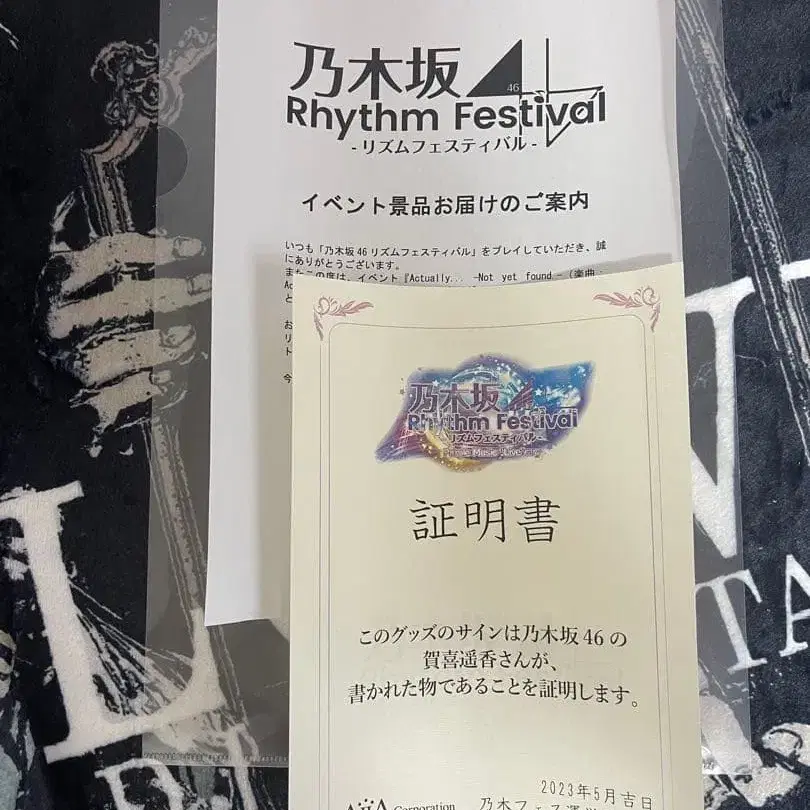 乃木坂46
Rhythm Festival
-リズムフェスティバル-
イベント景品お届けのご案内
いつも「乃木坂46リズムフェスティバル」をプレイしていただき、誠
にありがとうございます。
またこの度は、イベント『Actually... -Not yet found-（楽曲：
乃木坂
Rhythm Festival
-リズムフェスティバル-
証明書
このグッズのサインは乃木坂46の
賀喜遥香さんが、
書かれた物であることを証明します。
2023年5月吉日
Corporation
乃木フェス運営